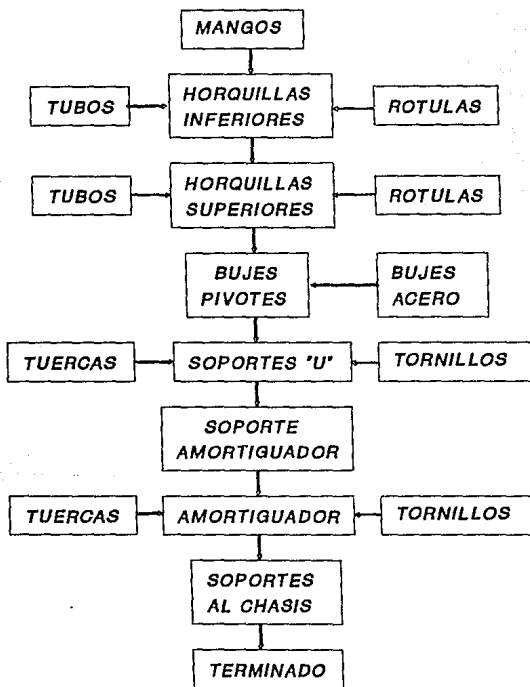 MANGOS
TUBOS
HORQUILLAS
INFERIORES
ROTULAS
TUBOS
HORQUILLAS
SUPERIORES
ROTULAS
BUJES
PIVOTES
BUJES
ACERO
TUERCAS
SOPORTES "U"
TORNILLOS
SOPORTE
AMORTIGUADOR
TUERCAS
AMORTIGUADOR
TORNILLOS
SOPORTES
AL CHASIS
TERMINADO